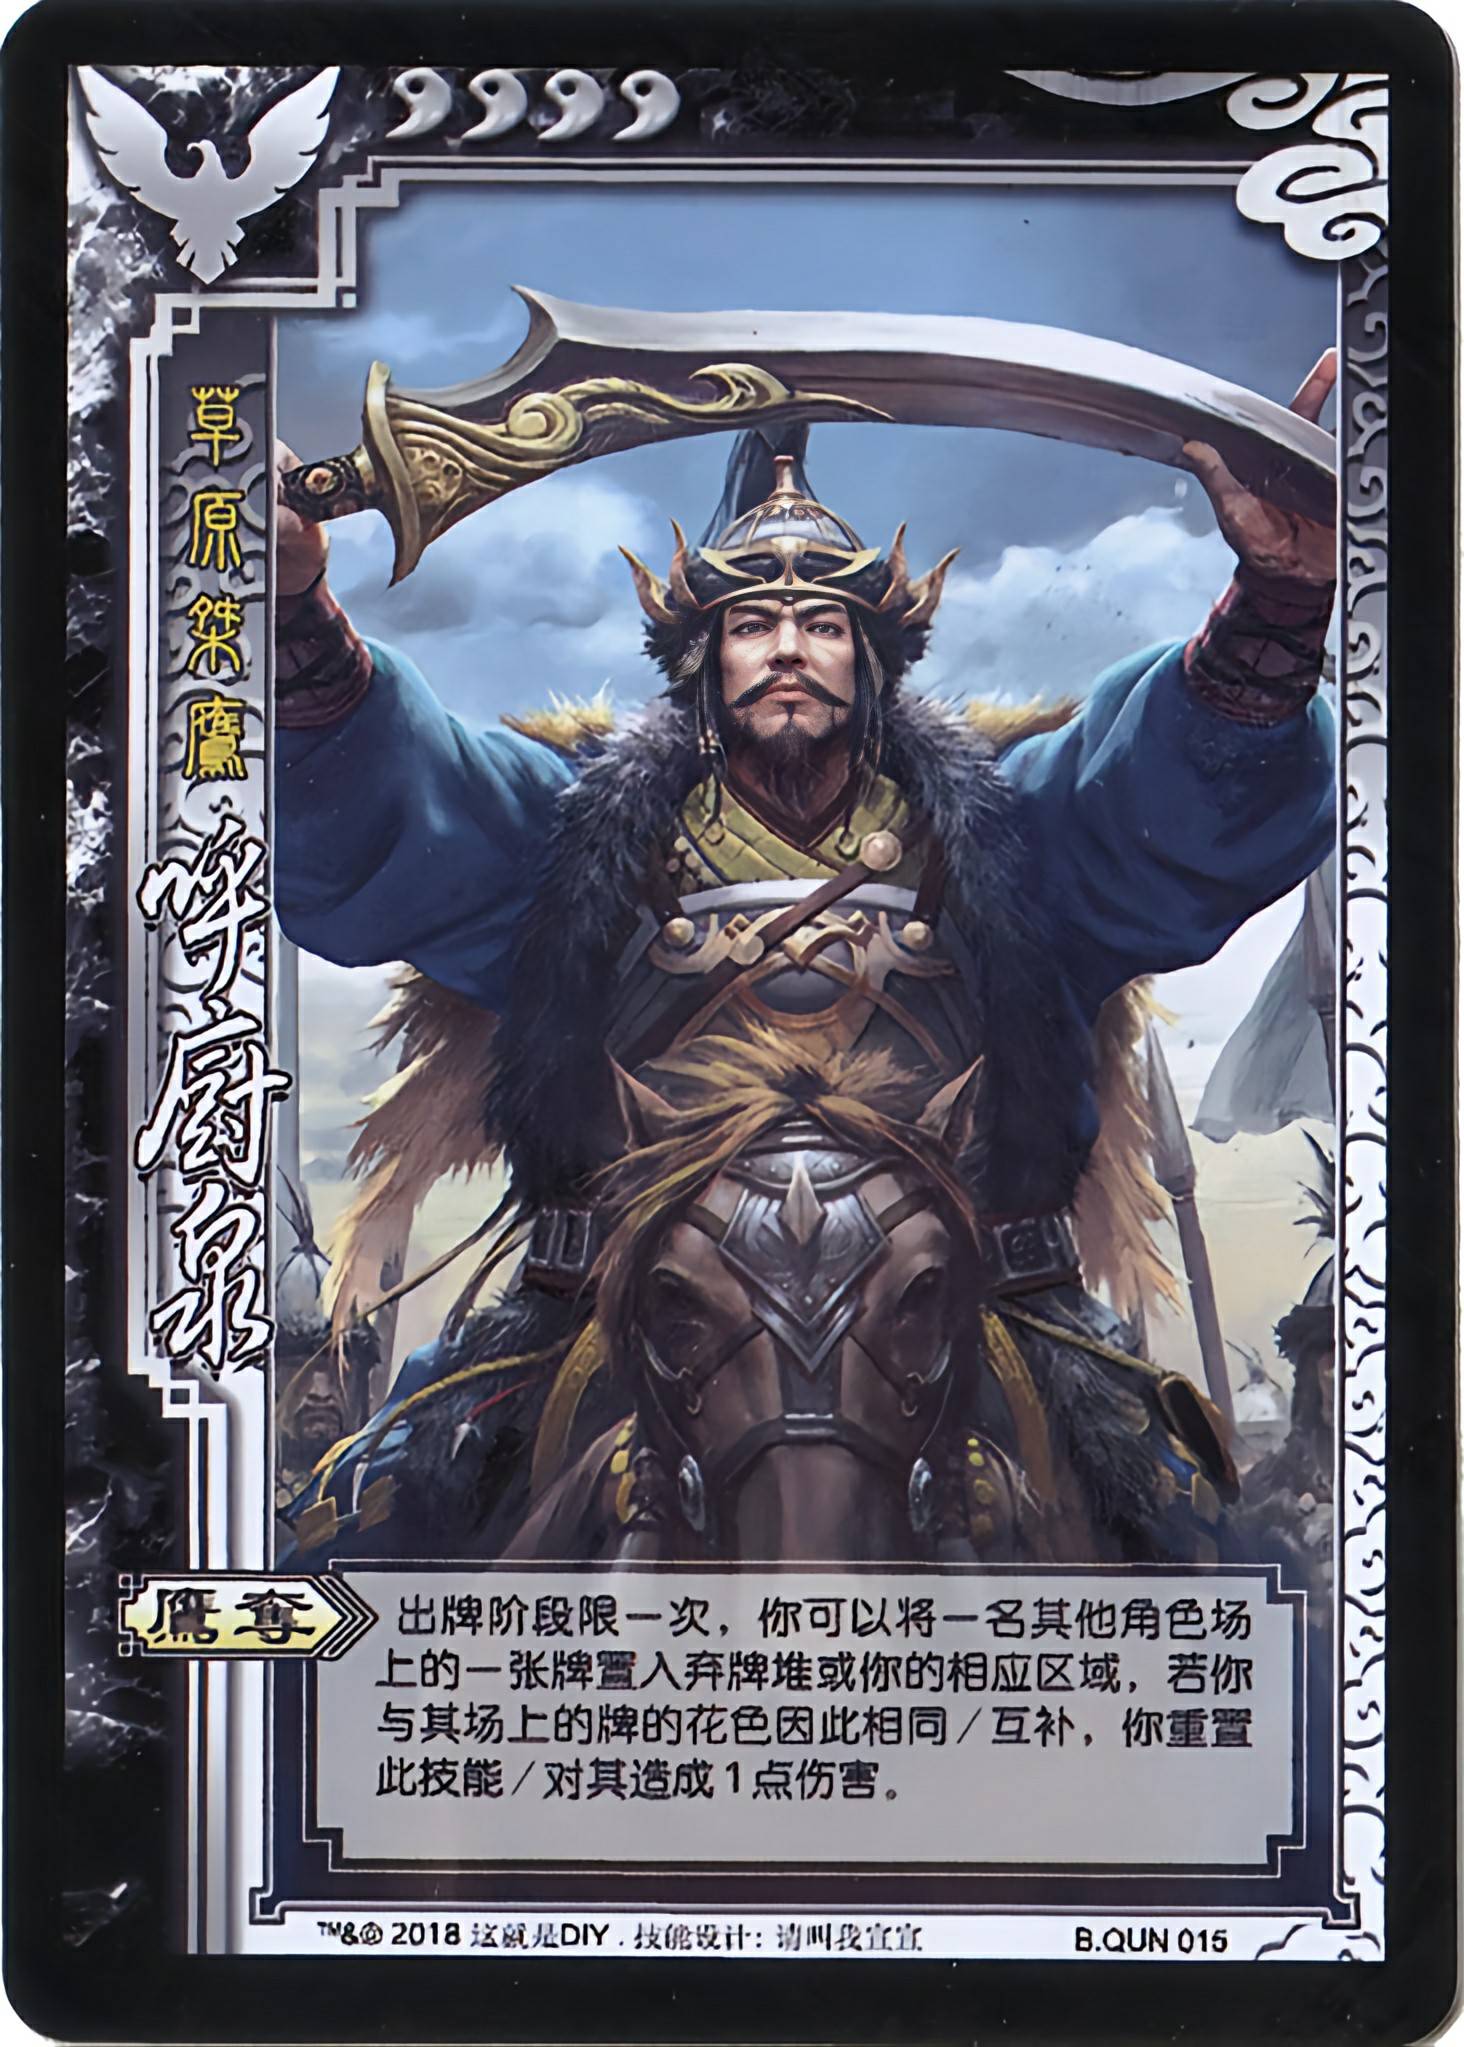 草原桀鹰
呼厨泉
鷹奪
出牌阶段限一次，你可以将一名其他角色场
上的一张牌置入弃牌堆或你的相应区域，若你
与其场上的牌的花色因此相同／互补，你重置
此技能／对其造成1点伤害。
™&© 2018 这就是DIY . 技能设计：请叫我宣宣
B.QUN 015